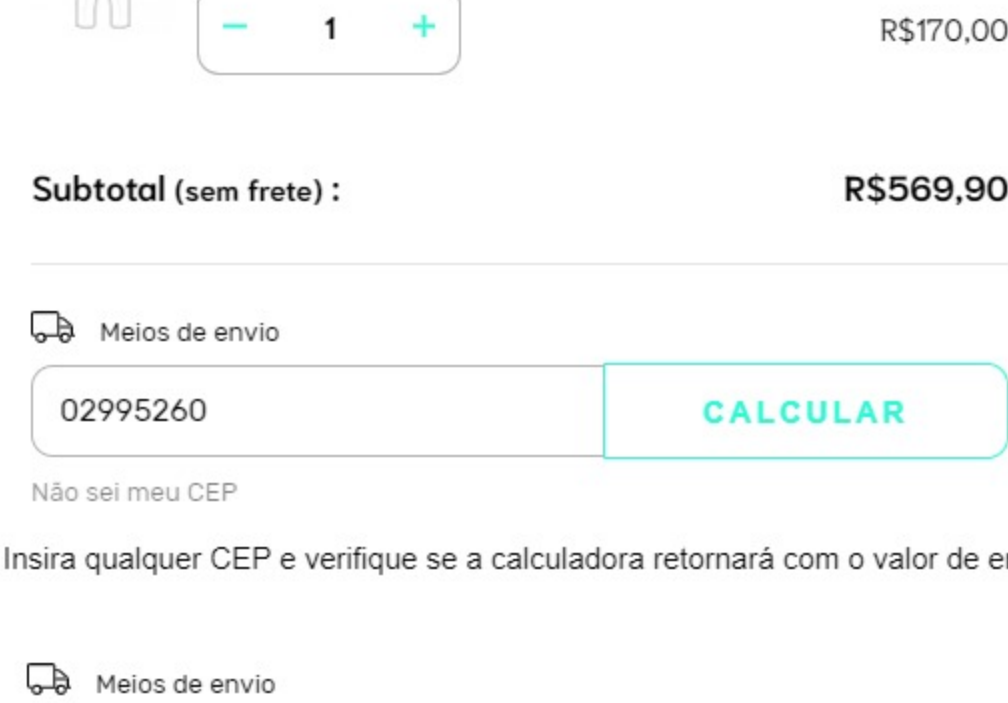 − 1 + R$170,00
Subtotal (sem frete) : R$569,90
Meios de envio
02995260 CALCULAR
Não sei meu CEP
Insira qualquer CEP e verifique se a calculadora retornará com o valor de
Meios de envio